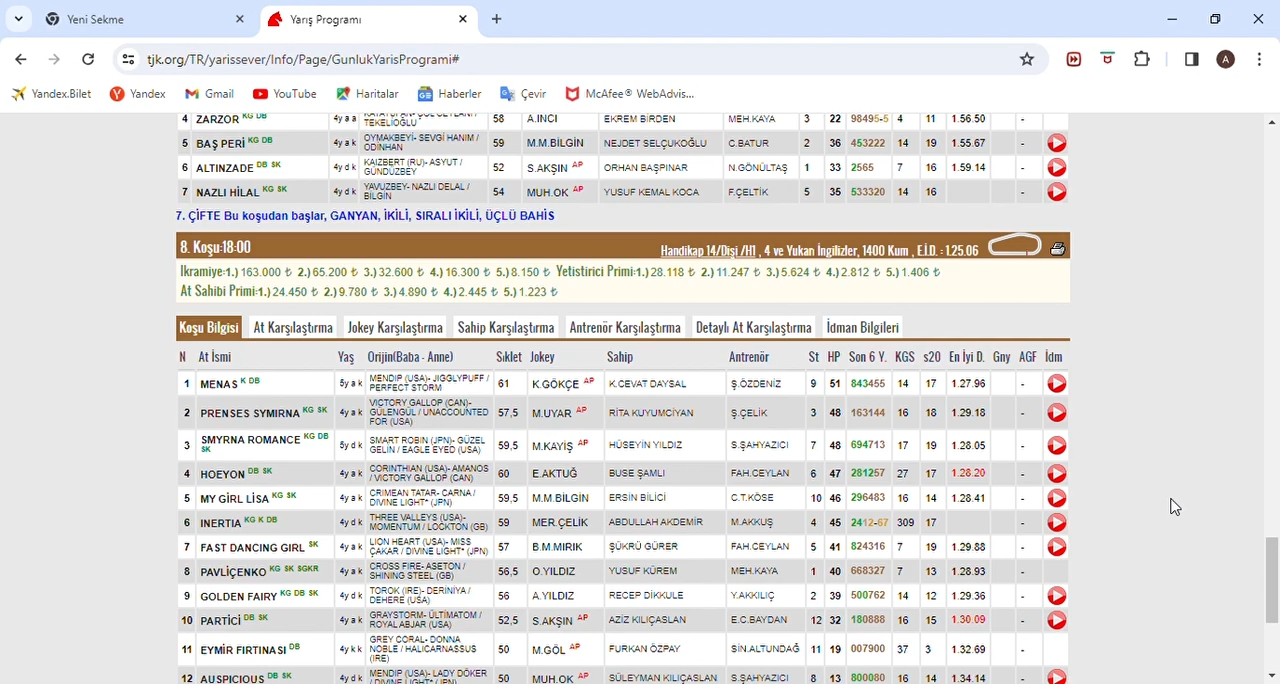 Yeni Sekme
Yarış Programı
tjk.org/TR/yarissever/Info/Page/GunlukYarisProgrami#
A
Yandex.Bilet Yandex Gmail YouTube Haritalar Haberler Çevir McAfee® WebAdvis...
4 ZARZOR KG DB 4y a a TEKELİOĞLU 58 A.İNCİ EKREM BİRDEN MEH.KAYA 3 22 98495-5 4 11 1.56.50 -
5 BAŞ PERİ KG DB 4y a k OYMAKBEYİ- SEVGİ HANIM / ODINHAN 59 M.M.BİLGİN NEJDET SELÇUKOĞLU C.BATUR 2 36 453222 14 19 1.55.67 -
6 ALTINZADE DB SK 4y d k KAIZBERT (RU)- ASYUT / GÜNDÜZBEY 52 S.AKŞIN AP ORHAN BAŞPINAR N.GÖNÜLTAŞ 1 33 2565 7 16 1.59.14 -
7 NAZLI HİLAL KG SK 4y d k YAVUZBEY- NAZLI DELAL / BİLGİN 54 MUH.OK AP YUSUF KEMAL KOCA F.ÇELTİK 5 35 533320 14 16 -
7. ÇİFTE Bu koşudan başlar, GANYAN, İKİLİ, SIRALI İKİLİ, ÜÇLÜ BAHİS
8. Koşu:18:00 Handikap 14/Dişi /H1 , 4 ve Yukarı İngilizler, 1400 Kum , E.İ.D. : 1.25.06
İkramiye:1.) 163.000 ₺ 2.) 65.200 ₺ 3.) 32.600 ₺ 4.) 16.300 ₺ 5.) 8.150 ₺ Yetistirici Primi:1.) 28.118 ₺ 2.) 11.247 ₺ 3.) 5.624 ₺ 4.) 2.812 ₺ 5.) 1.406 ₺
At Sahibi Primi:1.) 24.450 ₺ 2.) 9.780 ₺ 3.) 4.890 ₺ 4.) 2.445 ₺ 5.) 1.223 ₺
Koşu Bilgisi At Karşılaştırma Jokey Karşılaştırma Sahip Karşılaştırma Antrenör Karşılaştırma Detaylı At Karşılaştırma İdman Bilgileri
N At İsmi Yaş Orijin(Baba - Anne) Sıklet Jokey Sahip Antrenör St HP Son 6 Y. KGS s20 En İyi D. Gny AGF İdm
1 MENAS K DB 5y a k MENDIP (USA)- JIGGLYPUFF / PERFECT STORM 61 K.GÖKÇE AP K.CEVAT DAYSAL Ş.ÖZDENİZ 9 51 843455 14 17 1.27.96 -
2 PRENSES SYMIRNA KG SK 4y a k VICTORY GALLOP (CAN)- GÜLENGÜL / UNACCOUNTED FOR (USA) 57,5 M.UYAR AP RİTA KUYUMCİYAN Ş.ÇELİK 3 48 163144 16 18 1.29.18 -
3 SMYRNA ROMANCE KG DB SK 5y d k SMART ROBIN (JPN)- GÜZEL GELİN / EAGLE EYED (USA) 59,5 M.KAYİŞ AP HÜSEYİN YILDIZ S.ŞAHYAZICI 7 48 694713 17 19 1.28.05 -
4 HOEYON DB SK 4y a k CORINTHIAN (USA)- AMANOS / VICTORY GALLOP (CAN) 60 E.AKTUĞ BUSE ŞAMLI FAH.CEYLAN 6 47 281257 27 17 1.28.20 -
5 MY GİRL LİSA KG SK 4y a k CRIMEAN TATAR- CARNA / DIVINE LIGHT* (JPN) 59,5 M.M.BİLGİN ERSİN BİLİCİ C.T.KÖSE 10 46 296483 16 14 1.28.41 -
6 INERTIA KG K DB 4y d k THREE VALLEYS (USA)- MOMENTUM / LOCKTON (GB) 59 MER.ÇELİK ABDULLAH AKDEMİR M.AKKUŞ 4 45 2412-67 309 17 -
7 FAST DANCING GIRL SK 4y a k LION HEART (USA)- MISS ÇAKAR / DIVINE LIGHT* (JPN) 57 B.M.MIRIK ŞÜKRÜ GÜRER FAH.CEYLAN 5 41 824316 7 19 1.29.88 -
8 PAVLİÇENKO KG SK SGKR 4y a k CROSS FIRE- ASETON / SHINING STEEL (GB) 56,5 O.YILDIZ YUSUF KÜREM MEH.KAYA 1 40 668327 7 13 1.28.93 -
9 GOLDEN FAIRY KG DB SK 4y d k TOROK (IRE)- DERİNİYA / DEHERE (USA) 56 A.YILDIZ RECEP DİKKULE Y.AKKILIÇ 2 39 500762 14 12 1.29.36 -
10 PARTİCİ DB SK 4y d k GRAYSTORM- ÜLTİMATOM / ROYAL ABJAR (USA) 52,5 S.AKŞIN AP AZİZ KILIÇASLAN E.C.BAYDAN 12 32 180888 16 15 1.30.09 -
11 EYMİR FIRTINASI DB 4y k k GREY CORAL- DONNA NOBLE / HALICARNASSUS (IRE) 50 M.GÖL AP FURKAN ÖZPAY SİN.ALTUNDAĞ 11 19 007900 37 3 1.32.69 -
12 AUSPICIOUS DB SK 4y d k MENDIP (USA)- LADY DÖKER / DIVINE LIGHT* (JPN) 50 MUH.OK AP SÜLEYMAN KILIÇASLAN S.ŞAHYAZICI 8 13 800080 16 14 1.34.14 -